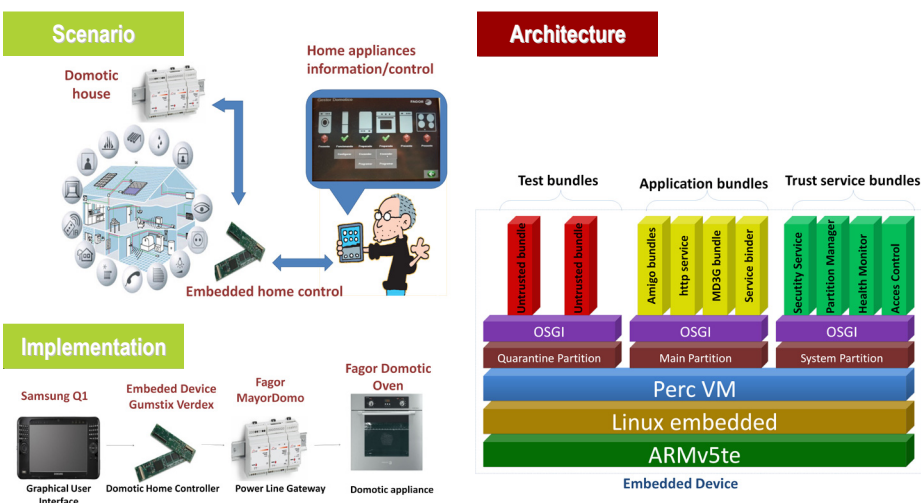 Scenario
Domotic
house
Home appliances
information/control
FAGOR
Embedded home control
Implementation
Samsung Q1
Embeded Device
Gumstix Verdex
Fagor
MayorDomo
Fagor Domotic
Oven
Graphical User
Interface
Domotic Home Controller
Power Line Gateway
Domotic appliance
Architecture
Test bundles
Application bundles
Trust service bundles
Untrusted bundle
Untrusted bundle
Amigo bundles
http service
MD3G bundle
Service binder
Secutity Service
Partition Manager
Health Monitor
Acces Control
OSGI
OSGI
OSGI
Quarantine Partition
Main Partition
System Partition
Perc VM
Linux embedded
ARMv5te
Embedded Device